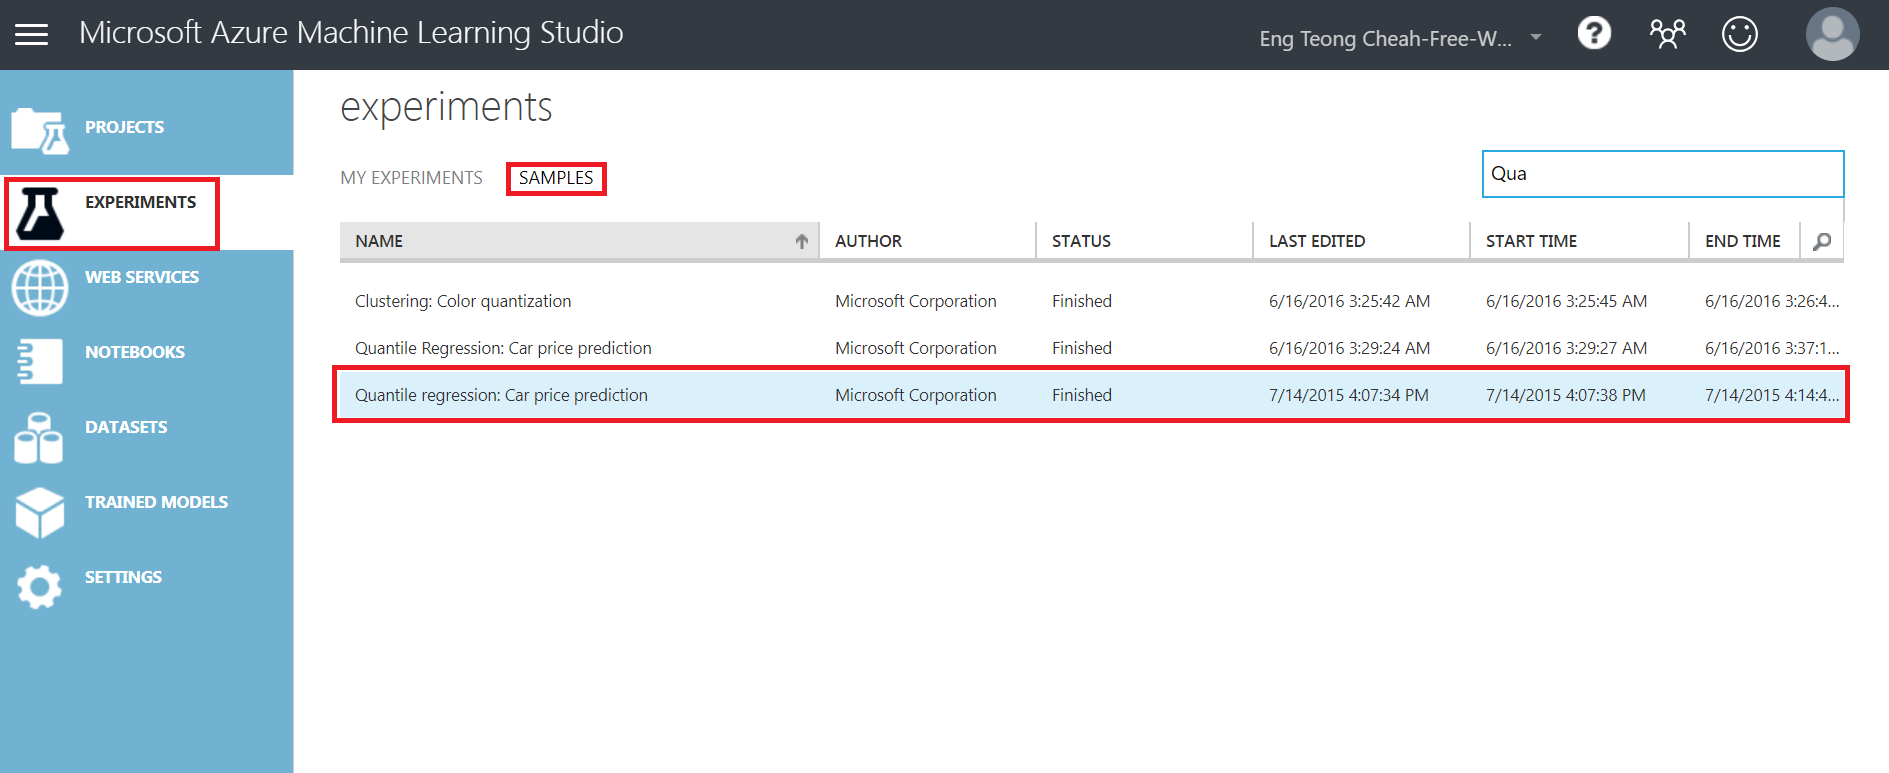 Microsoft Azure Machine Learning Studio
Eng Teong Cheah-Free-W...
?
PROJECTS
EXPERIMENTS
WEB SERVICES
NOTEBOOKS
DATASETS
TRAINED MODELS
SETTINGS
experiments
MY EXPERIMENTS SAMPLES
Qua
NAME AUTHOR STATUS LAST EDITED START TIME END TIME
Clustering: Color quantization Microsoft Corporation Finished 6/16/2016 3:25:42 AM 6/16/2016 3:25:45 AM 6/16/2016 3:26:4...
Quantile Regression: Car price prediction Microsoft Corporation Finished 6/16/2016 3:29:24 AM 6/16/2016 3:29:27 AM 6/16/2016 3:37:1...
Quantile regression: Car price prediction Microsoft Corporation Finished 7/14/2015 4:07:34 PM 7/14/2015 4:07:38 PM 7/14/2015 4:14:4...